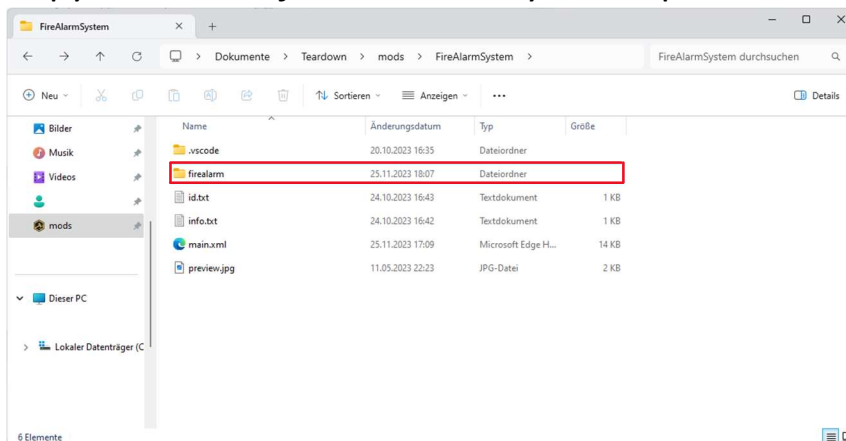 FireAlarmSystem
Dokumente > Teardown > mods > FireAlarmSystem >
FireAlarmSystem durchsuchen
Neu
Sortieren
Anzeigen
...
Details
Bilder
Musik
Videos
mods
Dieser PC
Lokaler Datenträger (C
Name Änderungsdatum Typ Größe
.vscode 20.10.2023 16:35 Dateiordner
firealarm 25.11.2023 18:07 Dateiordner
id.txt 24.10.2023 16:43 Textdokument 1 KB
info.txt 24.10.2023 16:42 Textdokument 1 KB
main.xml 25.11.2023 17:09 Microsoft Edge H... 14 KB
preview.jpg 11.05.2023 22:23 JPG-Datei 2 KB
6 Elemente